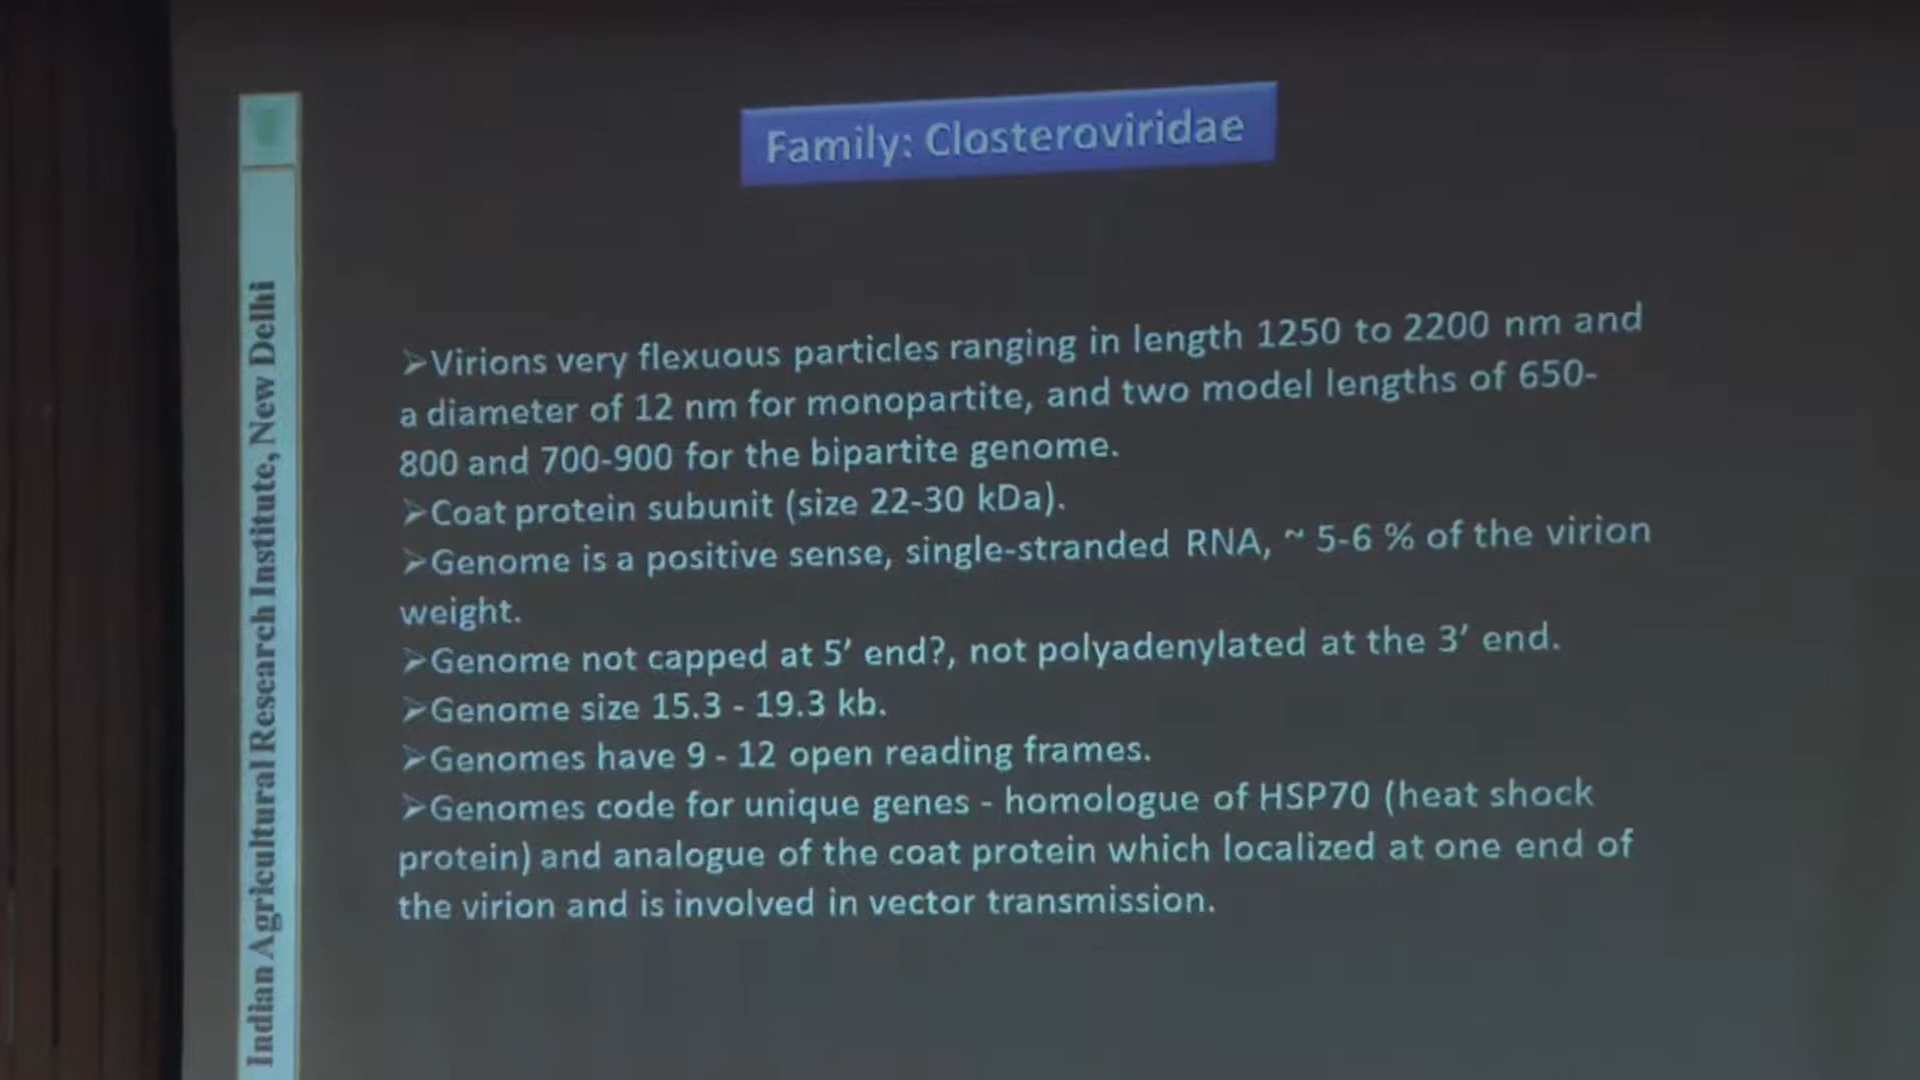 Family: Closteroviridae
Indian Agricultural Research Institute, New Delhi
➢Virions very flexuous particles ranging in length 1250 to 2200 nm and
a diameter of 12 nm for monopartite, and two model lengths of 650-
800 and 700-900 for the bipartite genome.
➢Coat protein subunit (size 22-30 kDa).
➢Genome is a positive sense, single-stranded RNA, ~ 5-6 % of the virion
weight.
➢Genome not capped at 5’ end?, not polyadenylated at the 3’ end.
➢Genome size 15.3 - 19.3 kb.
➢Genomes have 9 - 12 open reading frames.
➢Genomes code for unique genes - homologue of HSP70 (heat shock
protein) and analogue of the coat protein which localized at one end of
the virion and is involved in vector transmission.